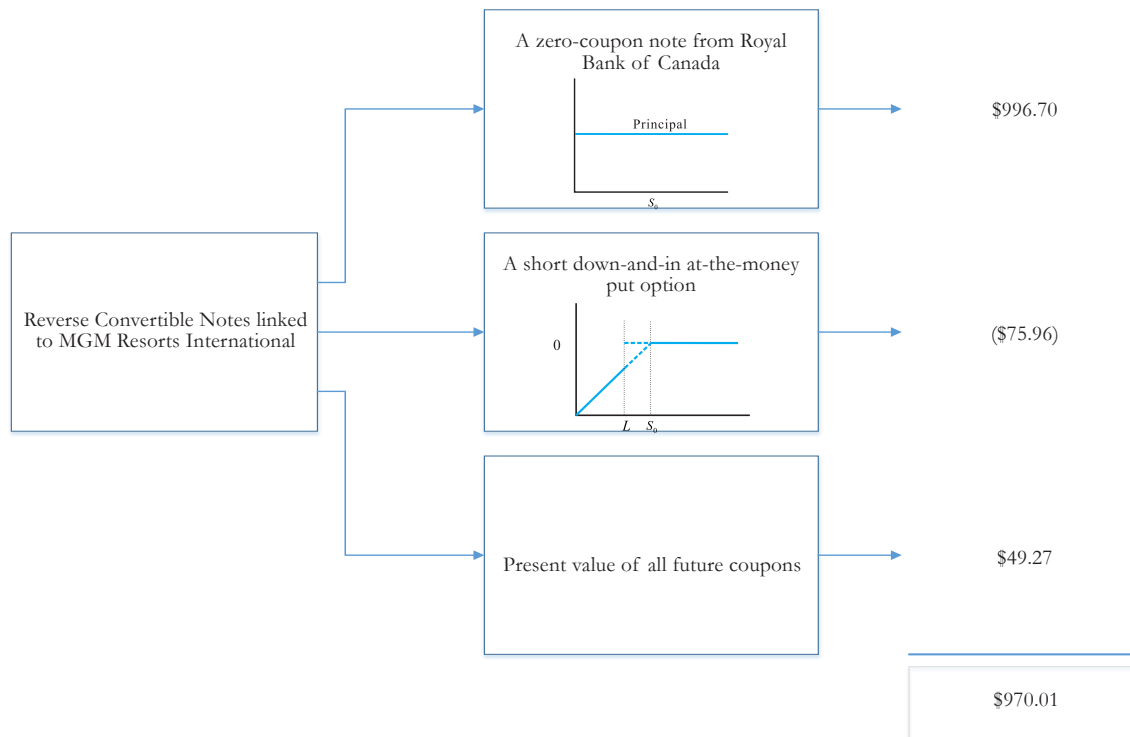 A zero-coupon note from Royal
Bank of Canada
Principal
S₀
$996.70
Reverse Convertible Notes linked
to MGM Resorts International
A short down-and-in at-the-money
put option
0
L S₀
($75.96)
Present value of all future coupons
$49.27
$970.01